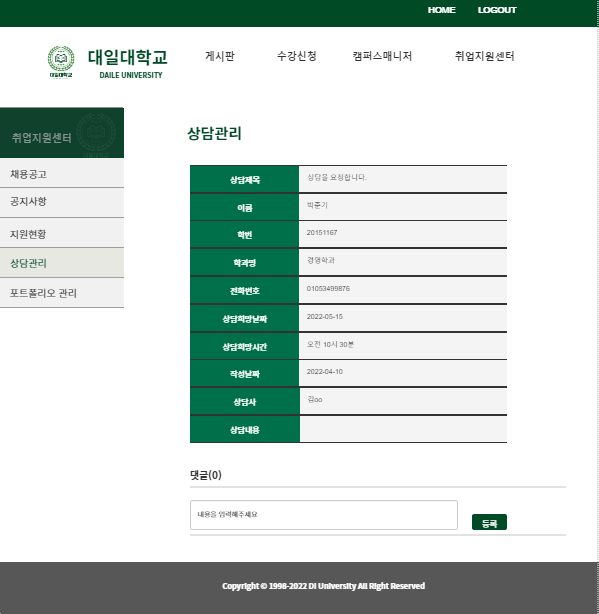 HOME LOGOUT
대일대학교
대일대학교
DAILE UNIVERSITY
게시판 수강신청 캠퍼스매니저 취업지원센터
취업지원센터
채용공고
공지사항
지원현황
상담관리
포트폴리오 관리
상담관리
상담제목 상담을 요청합니다.
이름 박준기
학번 20151167
학과명 경영학과
전화번호 01053499876
상담희망날짜 2022-05-15
상담희망시간 오전 10시 30분
작성날짜 2022-04-10
상담사 김oo
상담내용
댓글(0)
내용을 입력해주세요
등록
Copyright © 1998-2022 DI University All Right Reserved